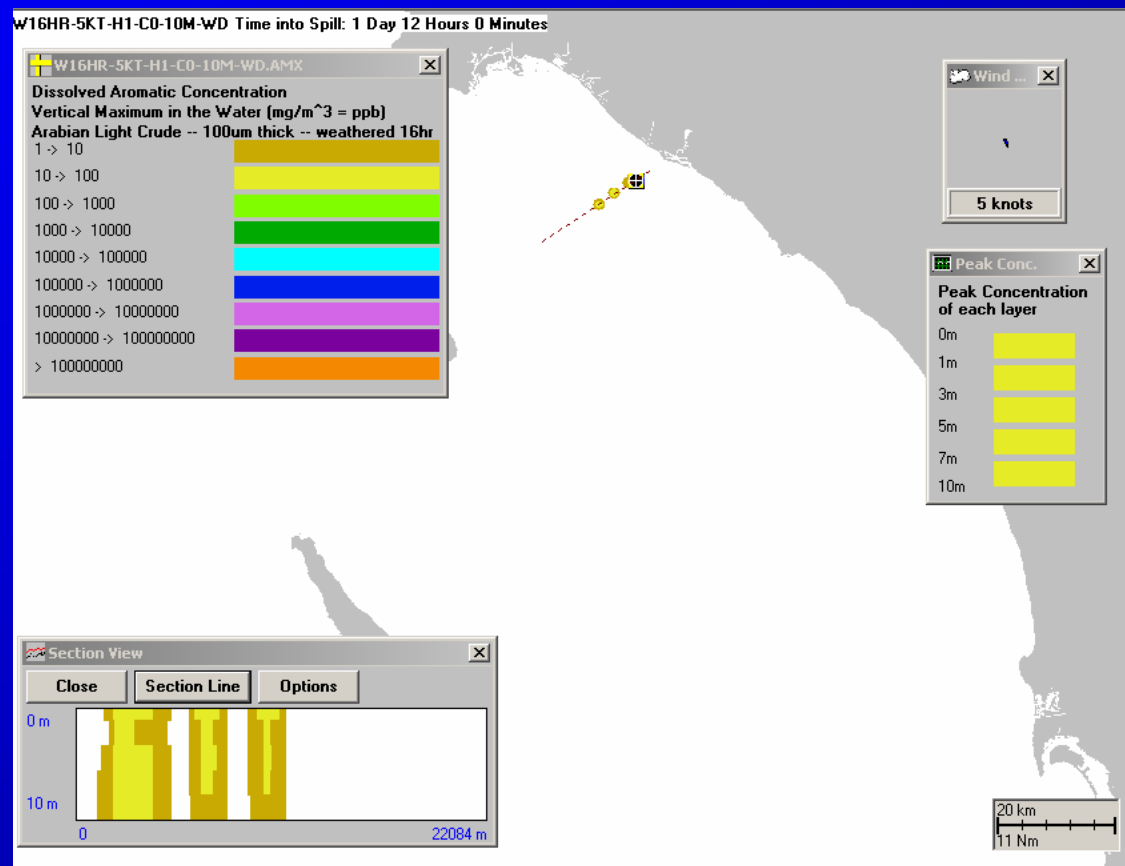 W16HR-5KT-H1-C0-10M-WD Time into Spill: 1 Day 12 Hours 0 Minutes
W16HR-5KT-H1-C0-10M-WD.AMX
Dissolved Aromatic Concentration
Vertical Maximum in the Water (mg/m^3 = ppb)
Arabian Light Crude -- 100um thick -- weathered 16hr
1 -> 10
10 -> 100
100 -> 1000
1000 -> 10000
10000 -> 100000
100000 -> 1000000
1000000 -> 10000000
10000000 -> 100000000
> 100000000
Wind ...
5 knots
Peak Conc.
Peak Concentration
of each layer
0m
1m
3m
5m
7m
10m
Section View
Close Section Line Options
0 m
10 m
0 22084 m
20 km
11 Nm